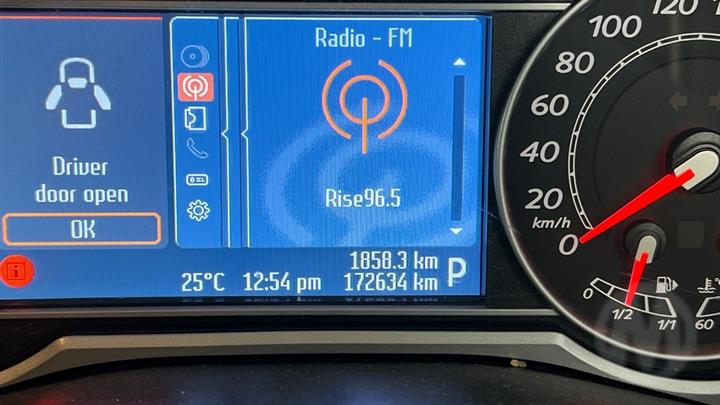 Radio - FM
Driver
door open
OK
Rise96.5
1858.3 km
25°C 12:54 pm 172634 km P
120
100
80
60
40
20
km/h
0
0
1/2
1/1
60